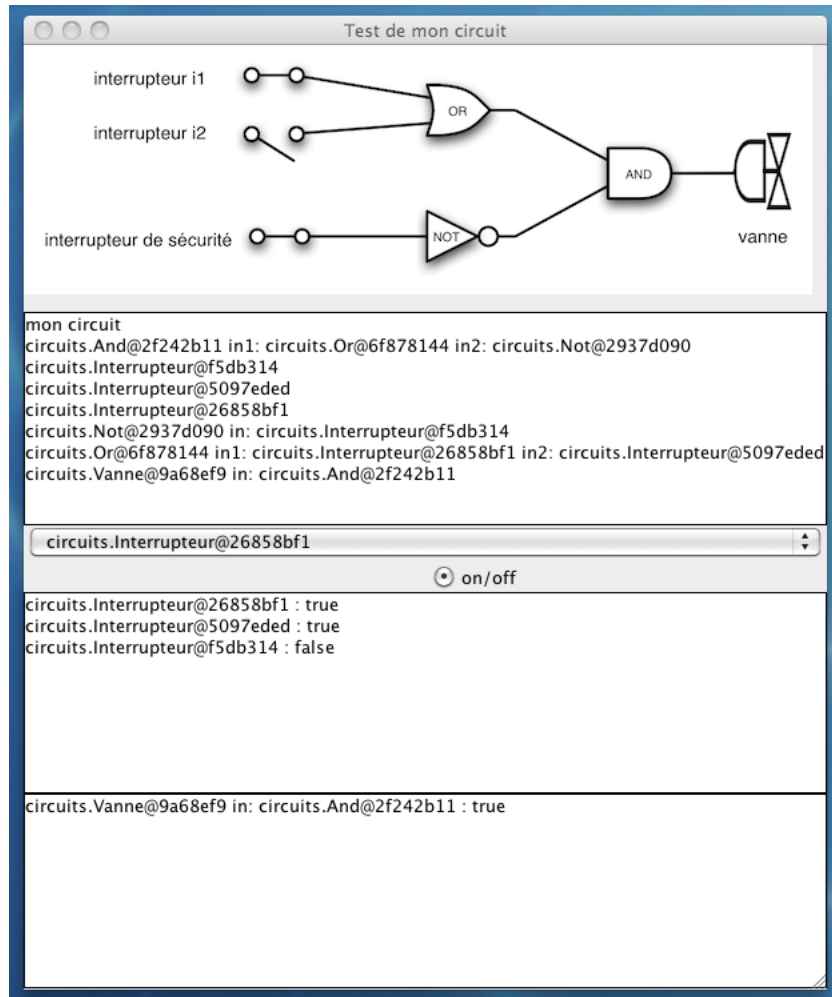 Test de mon circuit
interrupteur i1
OR
interrupteur i2
AND
NOT
interrupteur de sécurité
vanne
mon circuit
circuits.And@2f242b11 in1: circuits.Or@6f878144 in2: circuits.Not@2937d090
circuits.Interrupteur@f5db314
circuits.Interrupteur@5097eded
circuits.Interrupteur@26858bf1
circuits.Not@2937d090 in: circuits.Interrupteur@f5db314
circuits.Or@6f878144 in1: circuits.Interrupteur@26858bf1 in2: circuits.Interrupteur@5097eded
circuits.Vanne@9a68ef9 in: circuits.And@2f242b11
circuits.Interrupteur@26858bf1
on/off
circuits.Interrupteur@26858bf1 : true
circuits.Interrupteur@5097eded : true
circuits.Interrupteur@f5db314 : false
circuits.Vanne@9a68ef9 in: circuits.And@2f242b11 : true